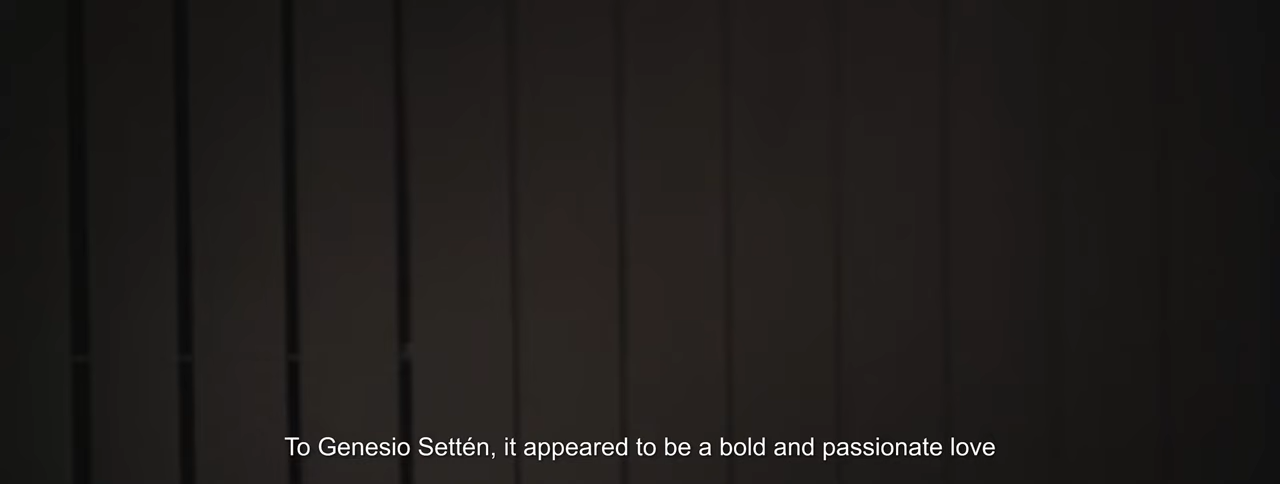 To Genesio Settén, it appeared to be a bold and passionate love